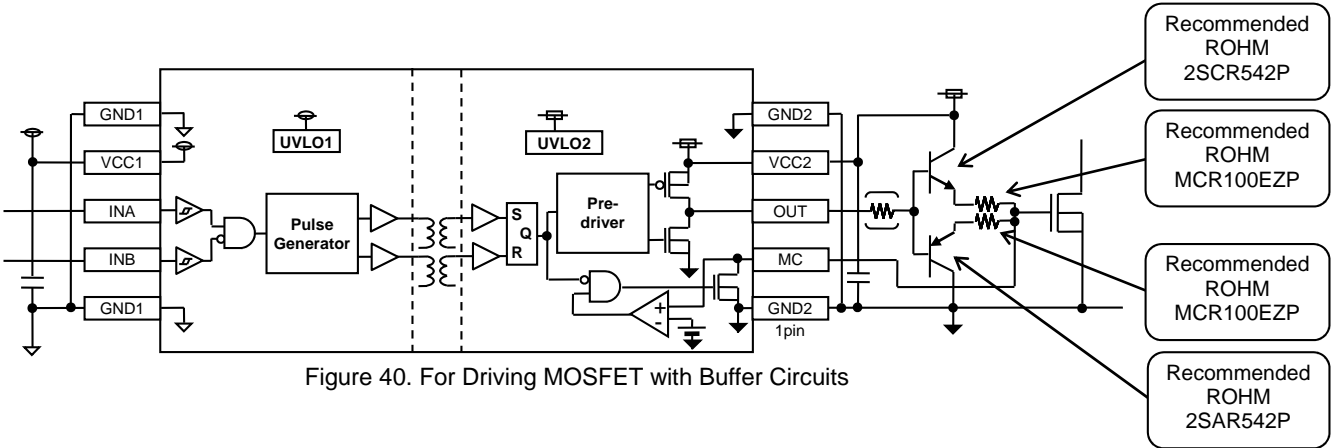 Recommended
ROHM
2SCR542P
GND1
VCC1
INA
INB
GND1
UVLO1
Pulse
Generator
S
Q
R
UVLO2
Pre-
driver
+
-
GND2
VCC2
OUT
MC
GND2
1pin
Recommended
ROHM
MCR100EZP
Recommended
ROHM
MCR100EZP
Recommended
ROHM
2SAR542P
Figure 40. For Driving MOSFET with Buffer Circuits